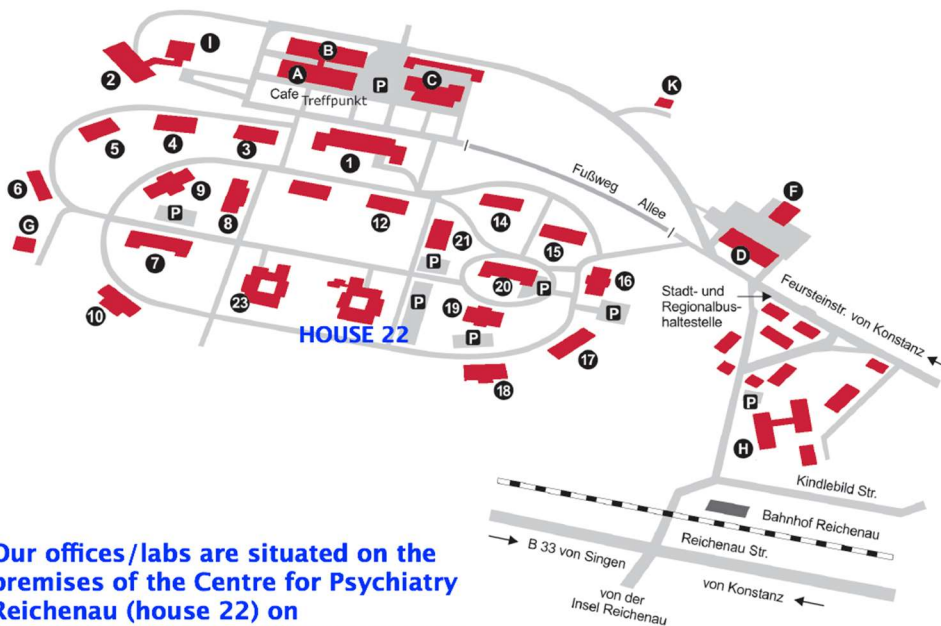 I
B
2
A
P
C
Cafe Treffpunkt
K
5
4
3
1
Fußweg
Allee
6
9
P
8
12
14
F
G
21
15
D
7
P
20
P
16
Stadt- und
Regionalbus-
haltestelle
Feursteinstr. von Konstanz
10
23
P
19
P
HOUSE 22
P
17
18
P
H
Kindlebild Str.
Bahnhof Reichenau
Reichenau Str.
B 33 von Singen
von Konstanz
von der
Insel Reichenau
Our offices/labs are situated on the
premises of the Centre for Psychiatry
Reichenau (house 22) on